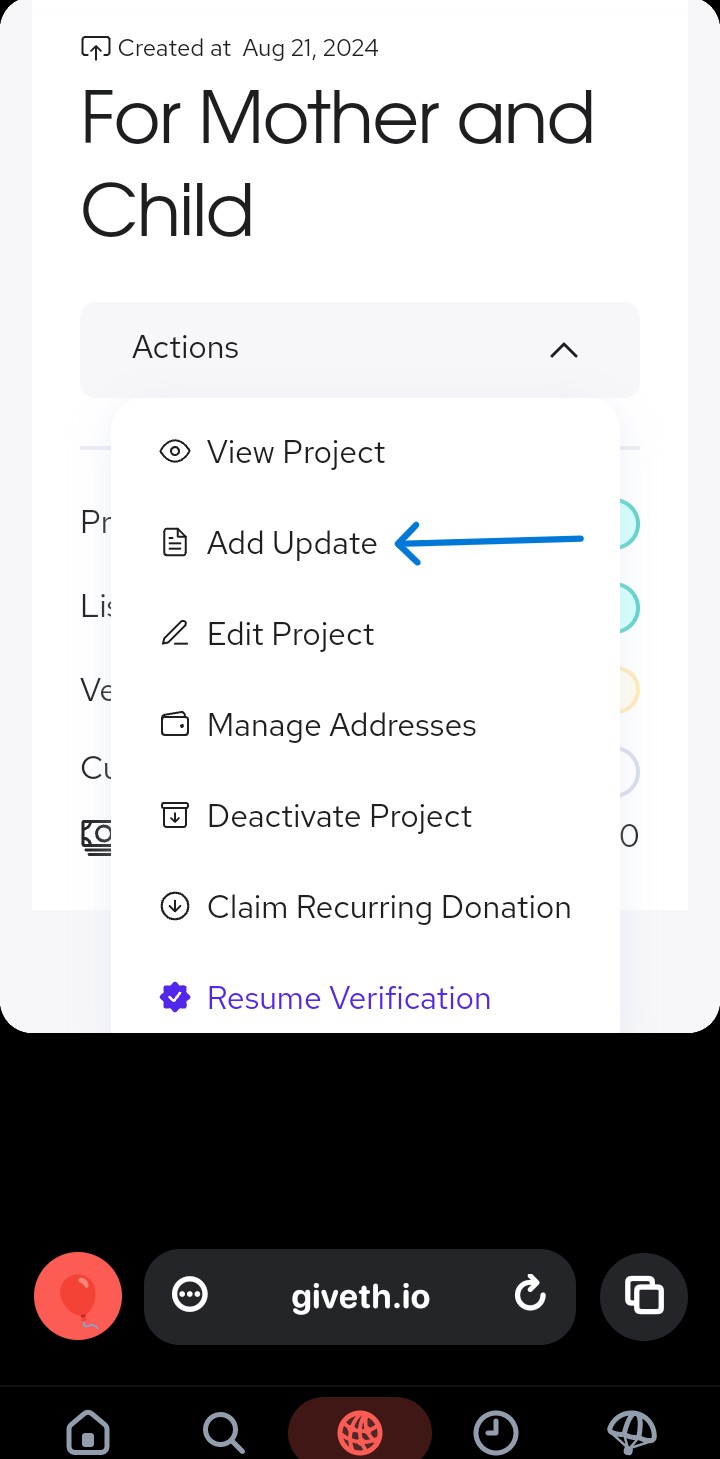 Created at Aug 21, 2024
For Mother and
Child
Actions
View Project
Add Update
Edit Project
Manage Addresses
Deactivate Project
Claim Recurring Donation
Resume Verification
giveth.io